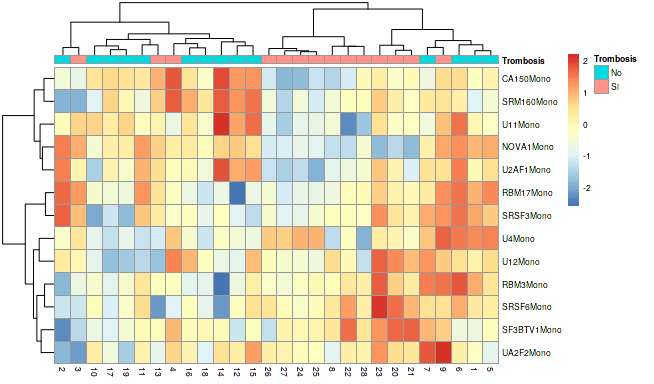 Trombosis
CA150Mono
SRM160Mono
U11Mono
NOVA1Mono
U2AF1Mono
RBM17Mono
SRSF3Mono
U4Mono
U12Mono
RBM3Mono
SRSF6Mono
SF3BTV1Mono
UA2F2Mono
2 3 10 17 19 11 13 4 16 18 14 12 15 26 27 24 25 8 22 28 23 20 21 7 9 6 1 5
2
1
0
-1
-2
Trombosis
No
SI